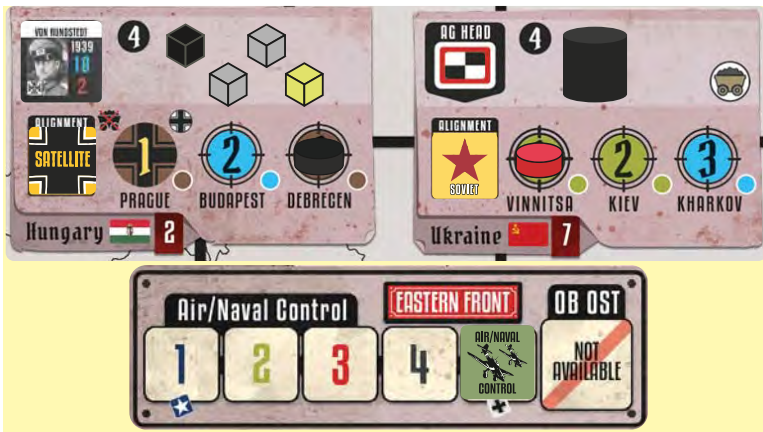 VON RUNDSTEDT
1939
10
2
4
ALIGNMENT
SATELLITE
1
2
PRAGUE
BUDAPEST
DEBRECEN
Hungary
2
AG HEAD
4
ALIGNMENT
SOVIET
2
3
VINNITSA
KIEV
KHARKOV
Ukraine
7
Air/Naval Control
EASTERN FRONT
OB OST
1
2
3
4
AIR/NAVAL
CONTROL
NOT
AVAILABLE